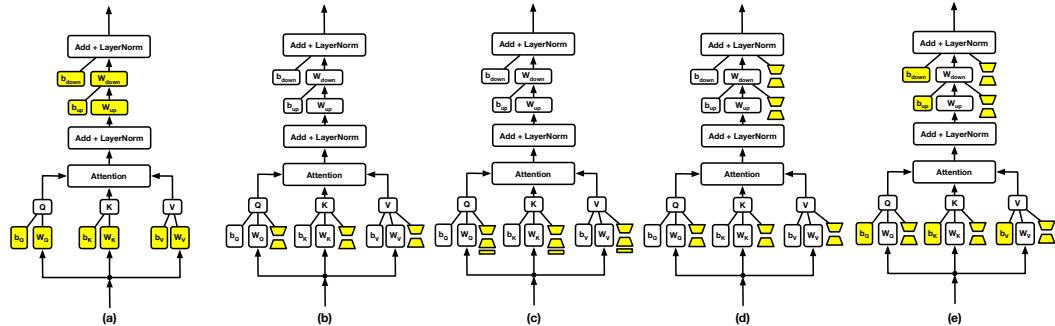 Add + LayerNorm
b_down W_down
b_up W_up
Add + LayerNorm
Attention
Q K V
b_Q W_Q b_K W_K b_V W_V
(a)
Add + LayerNorm
b_down W_down
b_up W_up
Add + LayerNorm
Attention
Q K V
b_Q W_Q b_K W_K b_V W_V
(b)
Add + LayerNorm
b_down W_down
b_up W_up
Add + LayerNorm
Attention
Q K V
b_Q W_Q b_K W_K b_V W_V
(c)
Add + LayerNorm
b_down W_down
b_up W_up
Add + LayerNorm
Attention
Q K V
b_Q W_Q b_K W_K b_V W_V
(d)
Add + LayerNorm
b_down W_down
b_up W_up
Add + LayerNorm
Attention
Q K V
b_Q W_Q b_K W_K b_V W_V
(e)